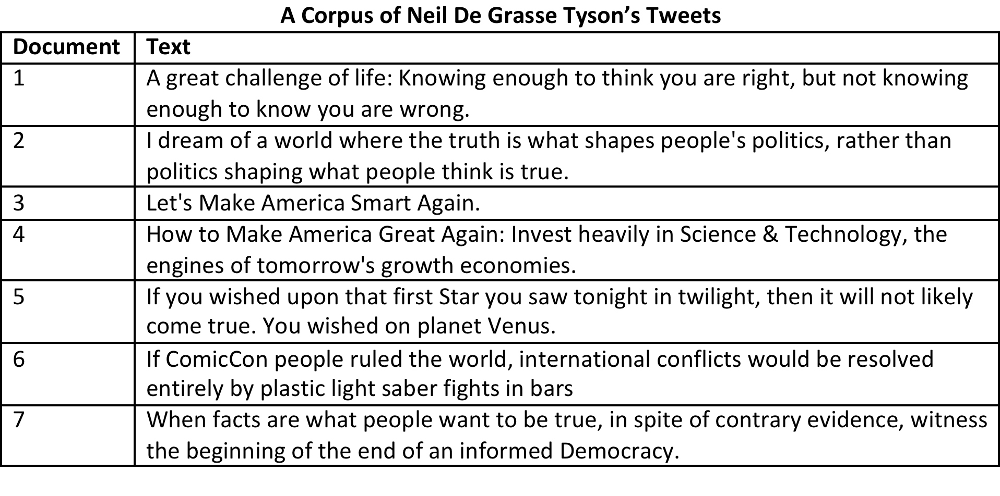 A Corpus of Neil De Grasse Tyson’s Tweets
Document Text
1 A great challenge of life: Knowing enough to think you are right, but not knowing
enough to know you are wrong.
2 I dream of a world where the truth is what shapes people's politics, rather than
politics shaping what people think is true.
3 Let's Make America Smart Again.
4 How to Make America Great Again: Invest heavily in Science & Technology, the
engines of tomorrow's growth economies.
5 If you wished upon that first Star you saw tonight in twilight, then it will not likely
come true. You wished on planet Venus.
6 If ComicCon people ruled the world, international conflicts would be resolved
entirely by plastic light saber fights in bars
7 When facts are what people want to be true, in spite of contrary evidence, witness
the beginning of the end of an informed Democracy.